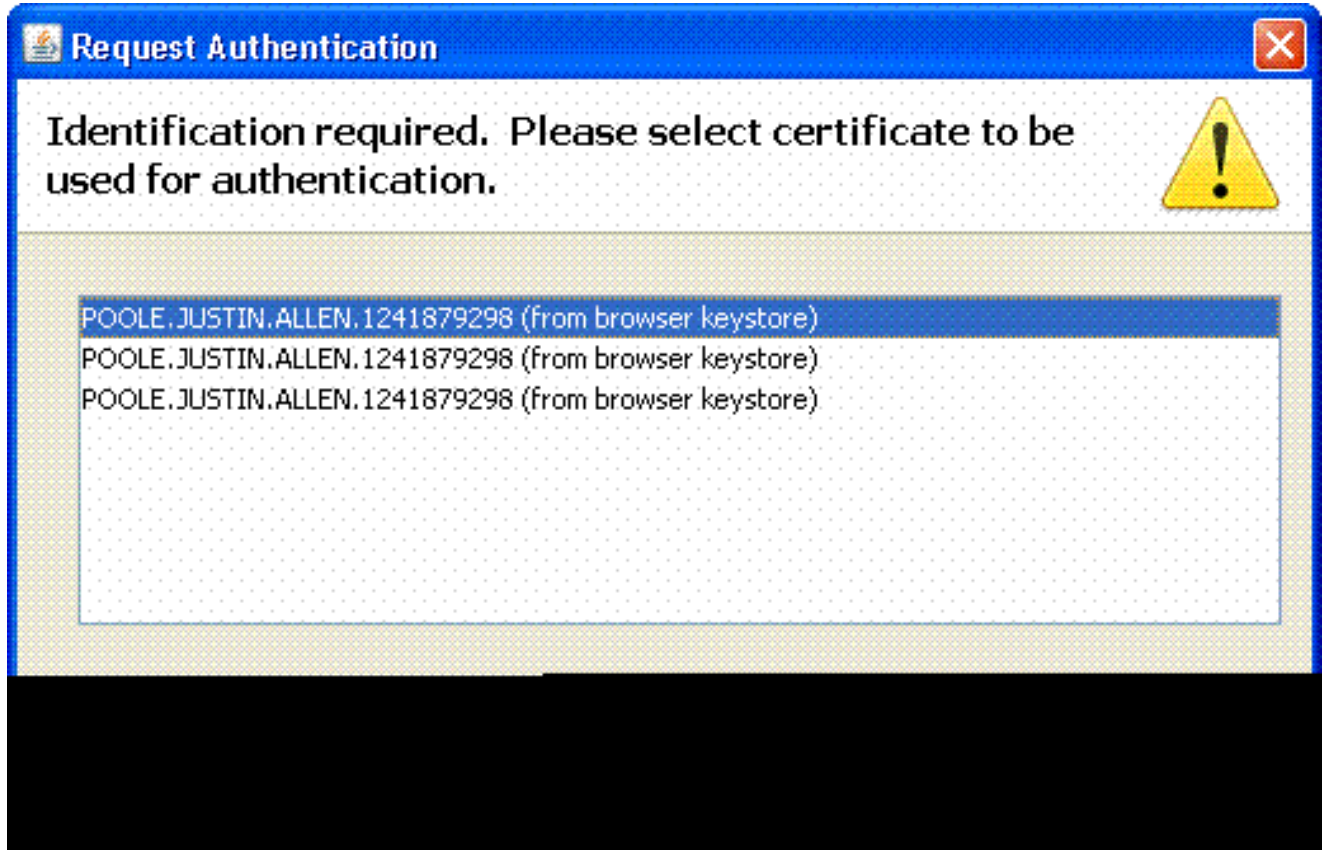 Request Authentication
Identification required. Please select certificate to be
used for authentication.
POOLE.JUSTIN.ALLEN.1241879298 (from browser keystore)
POOLE.JUSTIN.ALLEN.1241879298 (from browser keystore)
POOLE.JUSTIN.ALLEN.1241879298 (from browser keystore)